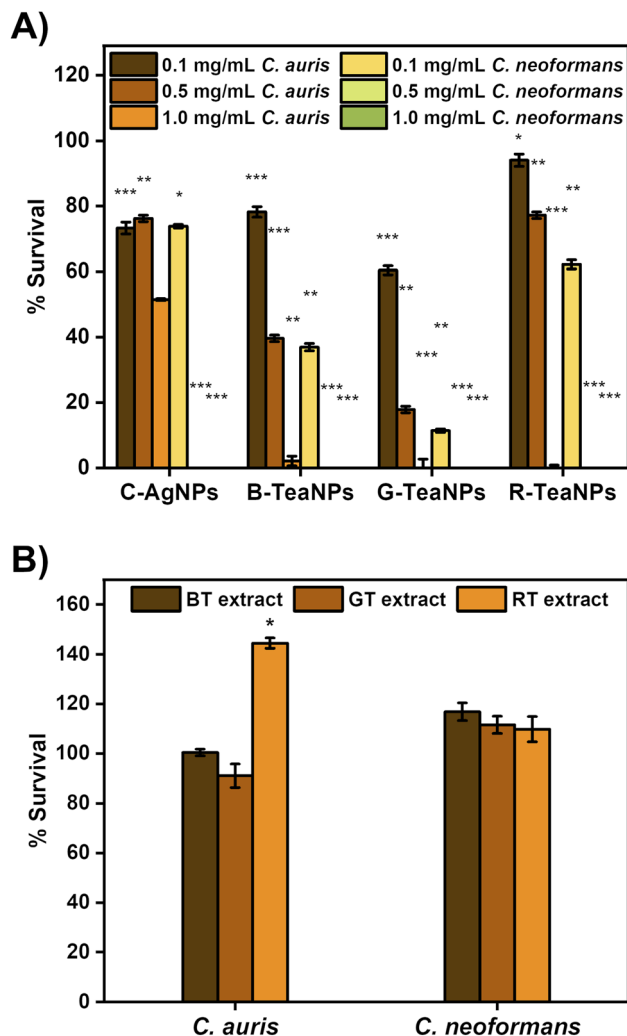 A)
0.1 mg/mL C. auris 0.1 mg/mL C. neoformans
0.5 mg/mL C. auris 0.5 mg/mL C. neoformans
1.0 mg/mL C. auris 1.0 mg/mL C. neoformans
120
100
80
60
40
20
0
% Survival
*** ** * *** *** ** ** *** ** *** ** * ** *** **
*** *** *** *** *** *** *** ***
C-AgNPs B-TeaNPs G-TeaNPs R-TeaNPs
B)
BT extract GT extract RT extract
160
140
120
100
80
60
40
20
0
% Survival
*
C. auris C. neoformans